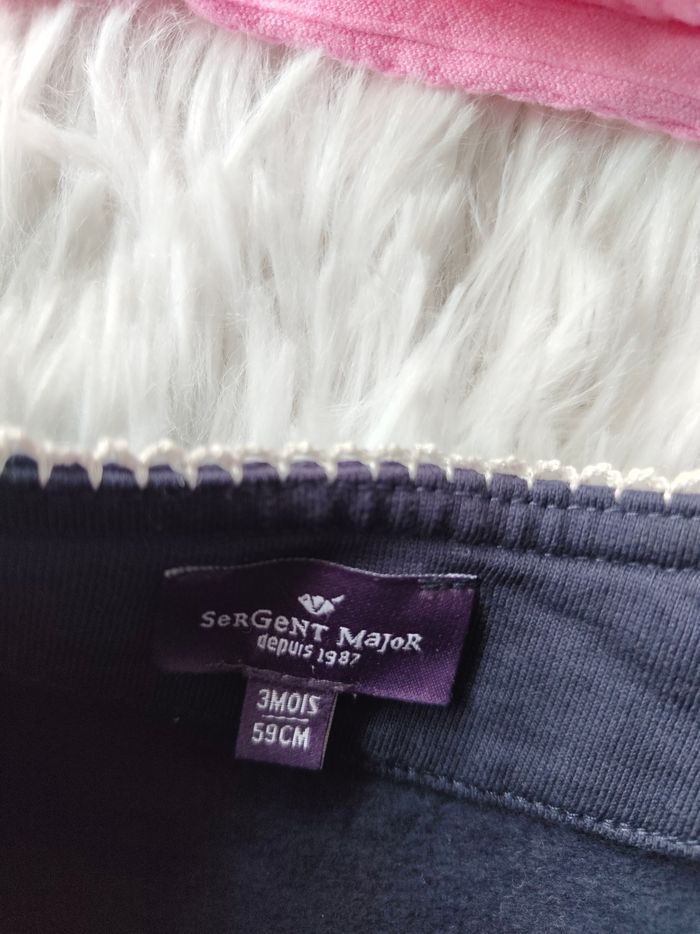 SeRGeNT MaJoR
depuis 1987
3MOIS
59CM